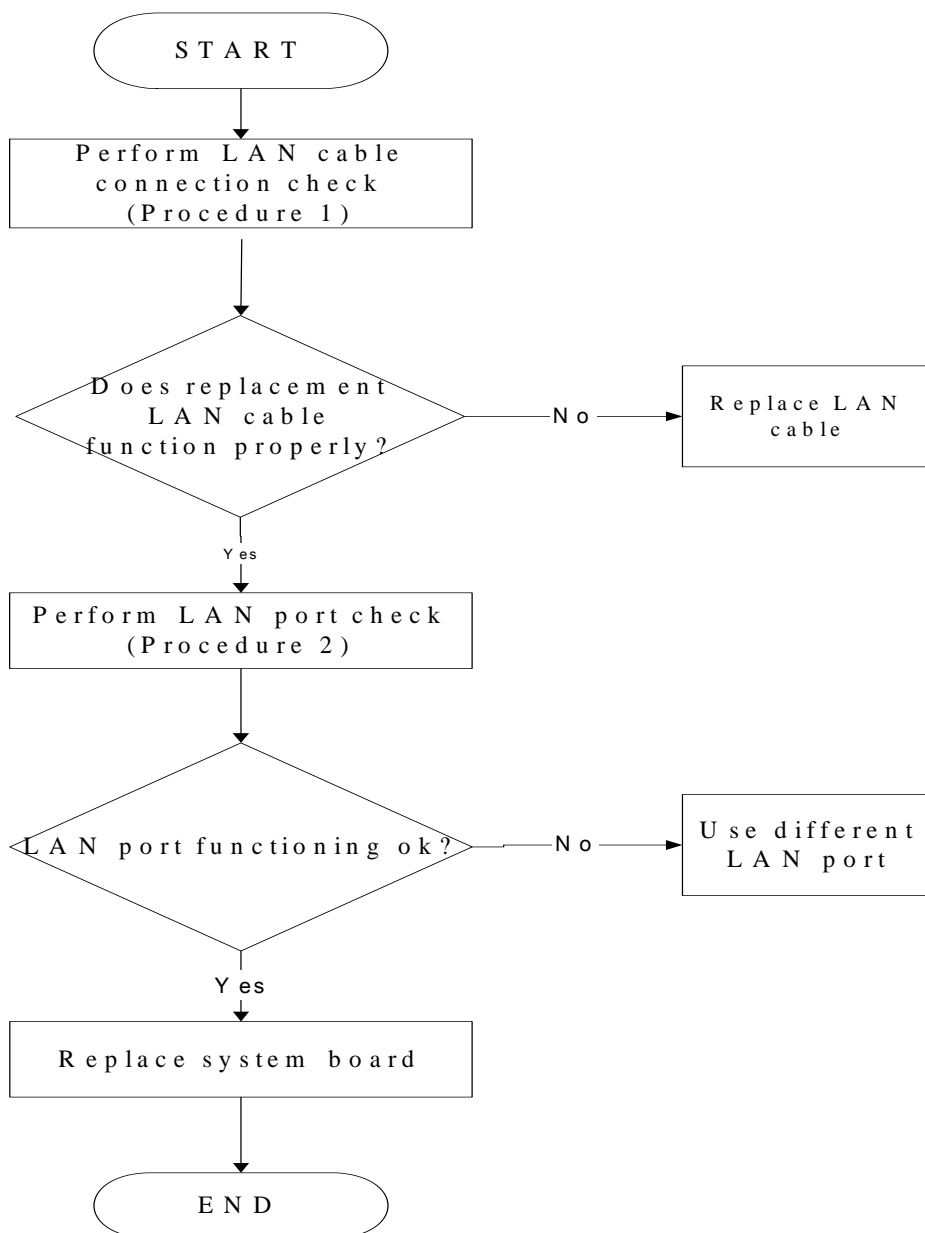 START
Perform LAN cable
connection check
(Procedure 1)
Does replacement
LAN cable
function properly?
No
Replace LAN
cable
Yes
Perform LAN port check
(Procedure 2)
LAN port functioning ok?
No
Use different
LAN port
Yes
Replace system board
END